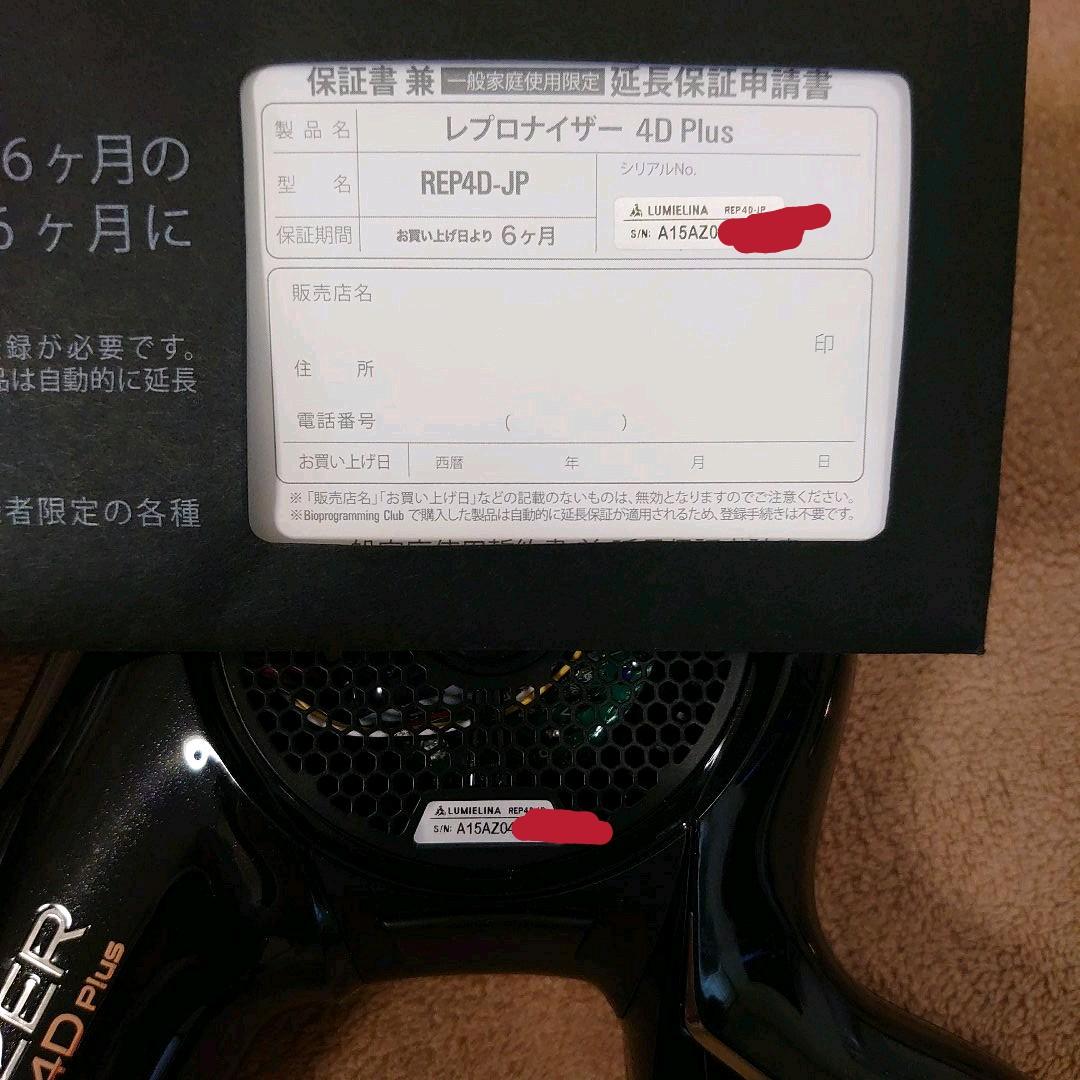 6ヶ月の
6ヶ月に
録が必要です。
品は自動的に延長
者限定の各種
保証書 兼 一般家庭使用限定 延長保証申請書
製品名 レプロナイザー 4D Plus
型名 REP4D-JP
シリアルNo.
LUMIELINA REP4D-JP
S/N: A15AZ0
保証期間 お買い上げ日より 6ヶ月
販売店名
印
住所
電話番号 ( )
お買い上げ日 西暦 年 月 日
※「販売店名」「お買い上げ日」などの記載のないものは、無効となりますのでご注意ください。
※Bioprogramming Club で購入した製品は自動的に延長保証が適用されるため、登録手続きは不要です。
LUMIELINA REP4D-JP
S/N: A15AZ04
ER
4D Plus